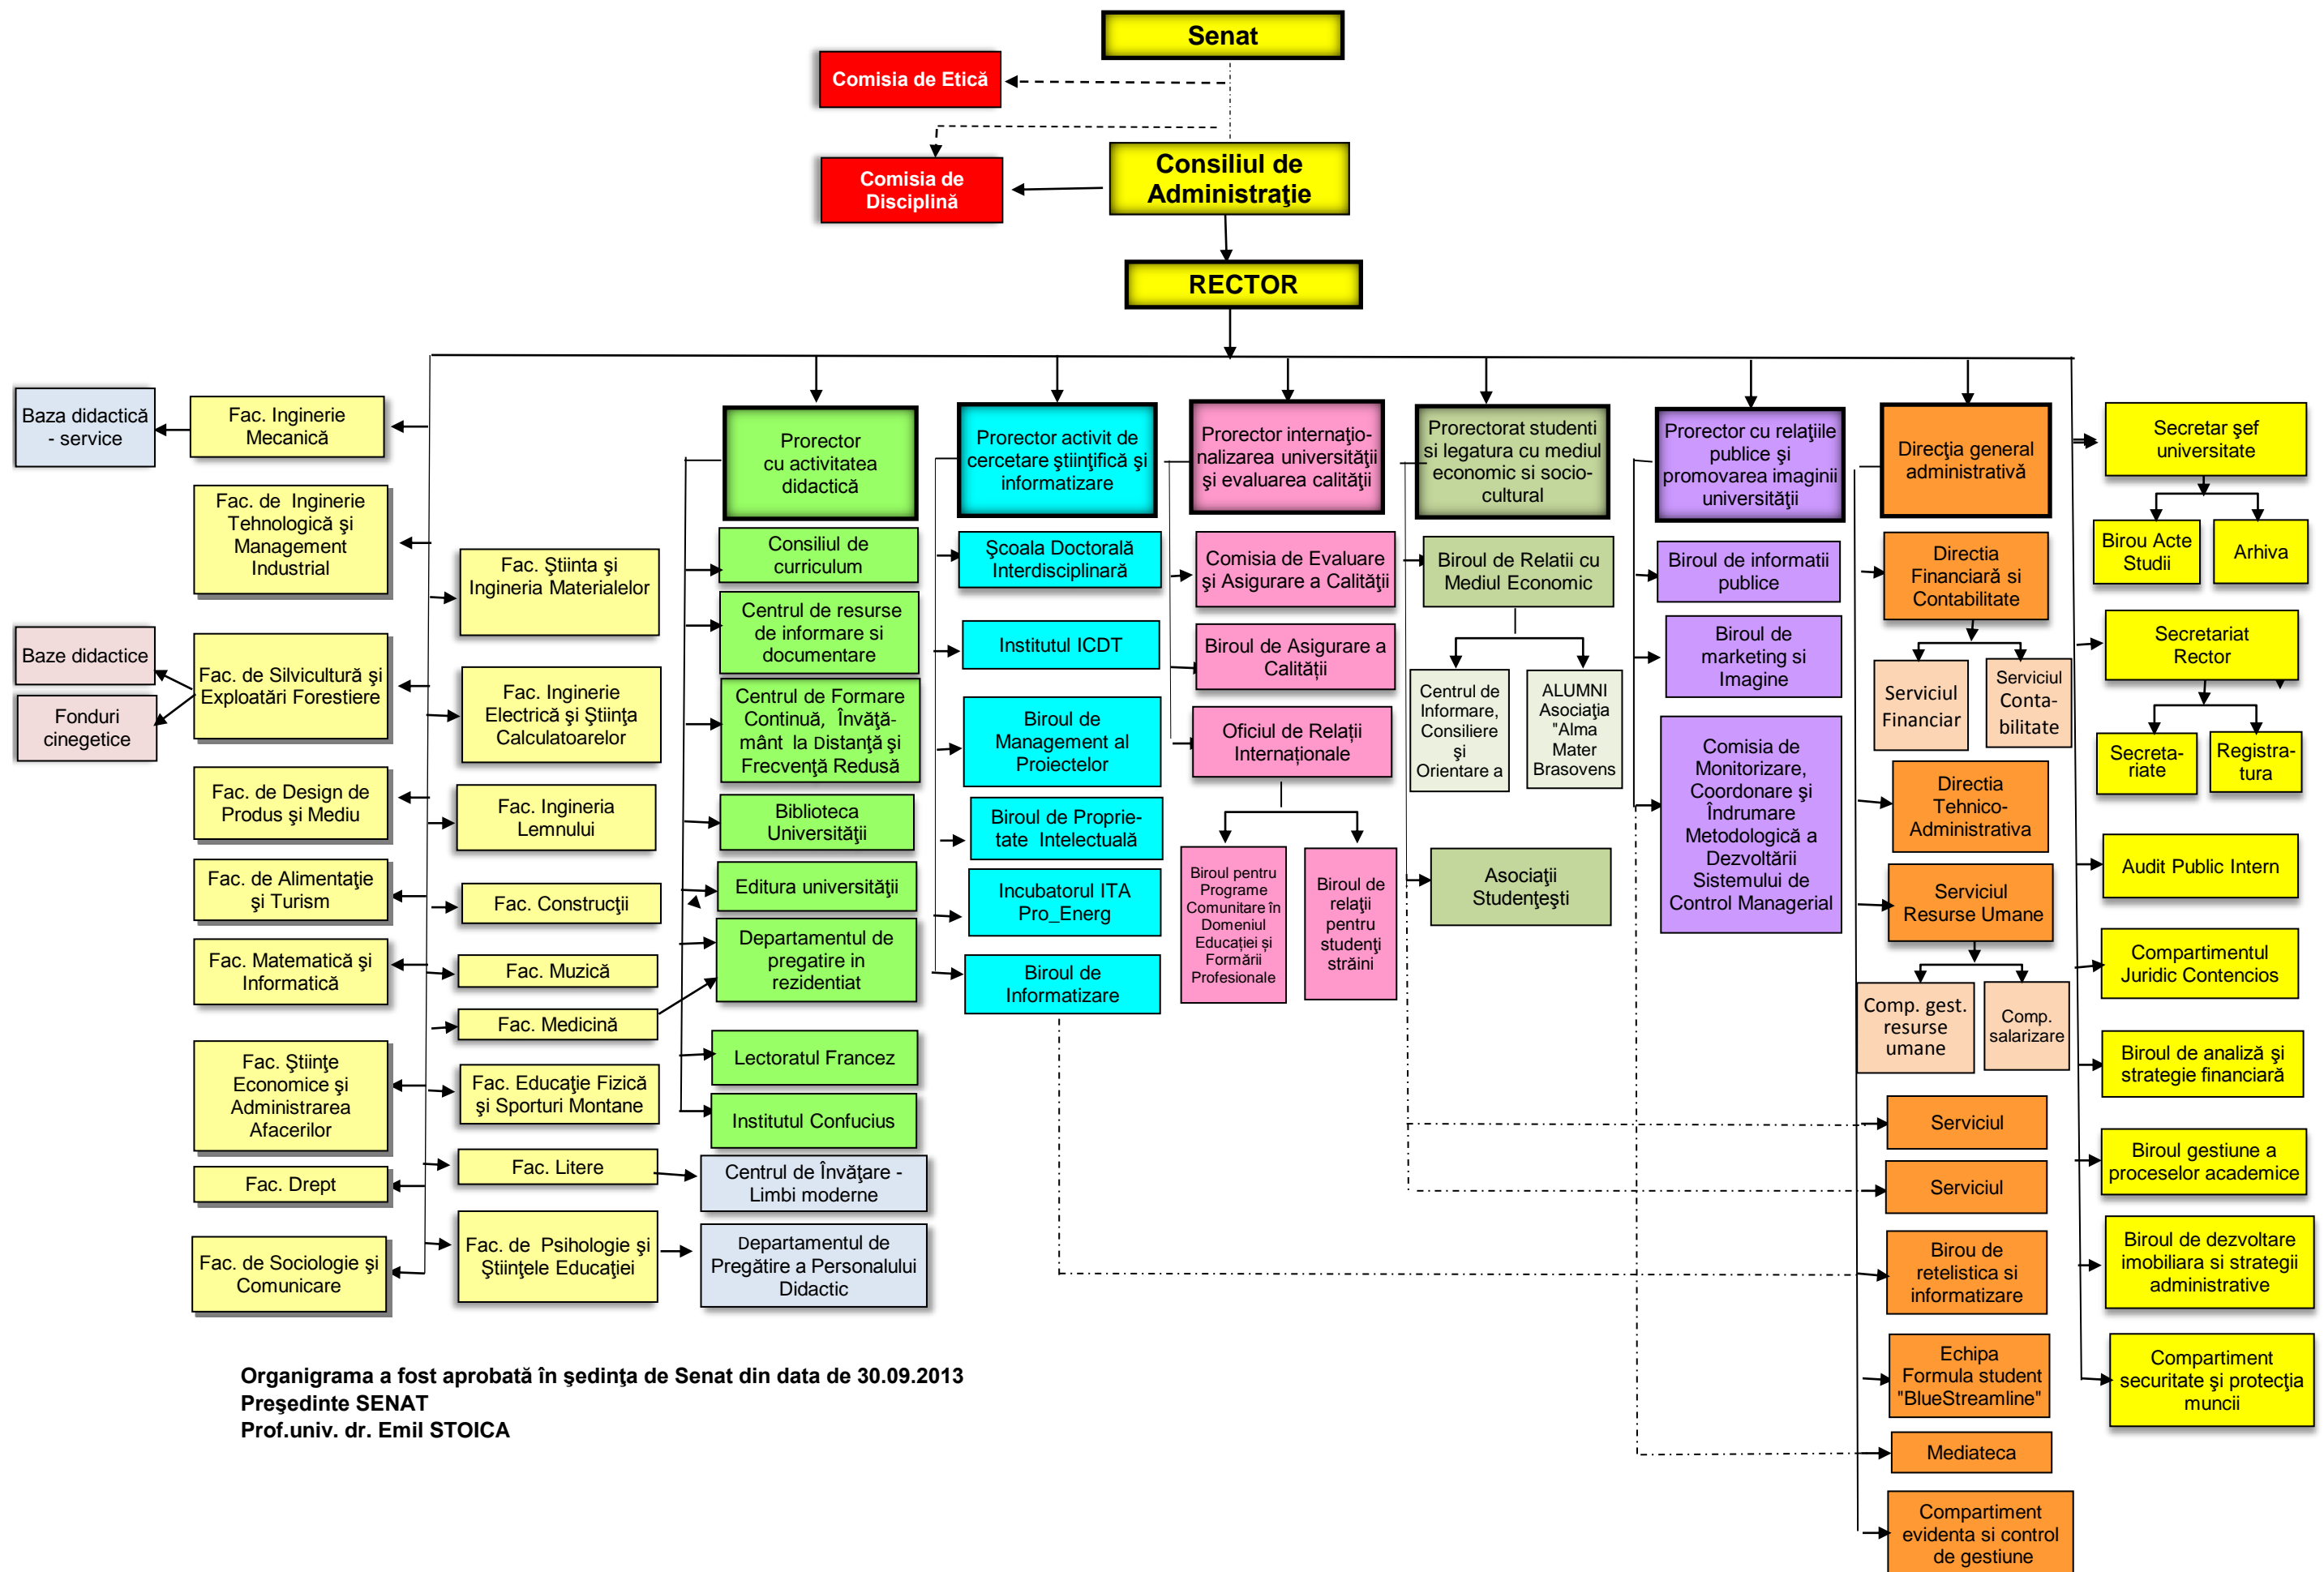 Senat
Comisia de Etică
Consiliul de
Administraţie
Comisia de
Disciplină
RECTOR
Baza didactică
- service
Fac. Inginerie
Mecanică
Fac. de Inginerie
Tehnologică şi
Management
Industrial
Baze didactice
Fonduri
cinegetice
Fac. de Silvicultură şi
Exploatări Forestiere
Fac. de Design de
Produs şi Mediu
Fac. de Alimentaţie
şi Turism
Fac. Matematică şi
Informatică
Fac. Ştiinţe
Economice şi
Administrarea
Afacerilor
Fac. Drept
Fac. de Sociologie şi
Comunicare
Fac. Ştiinta şi
Ingineria Materialelor
Fac. Inginerie
Electrică şi Ştiinţa
Calculatoarelor
Fac. Ingineria
Lemnului
Fac. Construcţii
Fac. Muzică
Fac. Medicină
Fac. Educaţie Fizică
şi Sporturi Montane
Fac. Litere
Fac. de Psihologie şi
Ştiinţele Educaţiei
Prorector
cu activitatea
didactică
Consiliul de
curriculum
Centrul de resurse
de informare si
documentare
Centrul de Formare
Continuă, Învăţă-
mânt la Distanţă şi
Frecvenţă Redusă
Biblioteca
Universităţii
Editura universităţii
Departamentul de
pregatire in
rezidentiat
Lectoratul Francez
Institutul Confucius
Centrul de Învăţare -
Limbi moderne
Departamentul de
Pregătire a Personalului
Didactic
Prorector activit de
cercetare ştiinţifică şi
informatizare
Şcoala Doctorală
Interdisciplinară
Institutul ICDT
Biroul de
Management al
Proiectelor
Biroul de Proprie-
tate Intelectuală
Incubatorul ITA
Pro_Energ
Biroul de
Informatizare
Prorector internaţio-
nalizarea universităţii
şi evaluarea calităţii
Comisia de Evaluare
şi Asigurare a Calităţii
Biroul de Asigurare a
Calității
Oficiul de Relații
Internaționale
Biroul pentru
Programe
Comunitare în
Domeniul
Educației și
Formării
Profesionale
Biroul de
relaţii
pentru
studenţi
străini
Prorectorat studenti
si legatura cu mediul
economic si socio-
cultural
Biroul de Relatii cu
Mediul Economic
Centrul de
Informare,
Consiliere
şi
Orientare a
ALUMNI
Asociaţia
"Alma
Mater
Brasovens
Asociaţii
Studenţeşti
Prorector cu relaţiile
publice şi
promovarea imaginii
universităţii
Biroul de informatii
publice
Biroul de
marketing si
Imagine
Comisia de
Monitorizare,
Coordonare şi
Îndrumare
Metodologică a
Dezvoltării
Sistemului de
Control Managerial
Direcţia general
administrativă
Directia
Financiară si
Contabilitate
Serviciul
Financiar
Serviciul
Conta-
bilitate
Directia
Tehnico-
Administrativa
Serviciul
Resurse Umane
Comp. gest.
resurse
umane
Comp.
salarizare
Serviciul
Serviciul
Birou de
retelistica si
informatizare
Echipa
Formula student
"BlueStreamline"
Mediateca
Compartiment
evidenta si control
de gestiune
Secretar şef
universitate
Birou Acte
Studii
Arhiva
Secretariat
Rector
Secreta-
riate
Registra-
tura
Audit Public Intern
Compartimentul
Juridic Contencios
Biroul de analiză şi
strategie financiară
Biroul gestiune a
proceselor academice
Biroul de dezvoltare
imobiliara si strategii
administrative
Compartiment
securitate şi protecţia
muncii
Organigrama a fost aprobată în şedinţa de Senat din data de 30.09.2013
Preşedinte SENAT
Prof.univ. dr. Emil STOICA